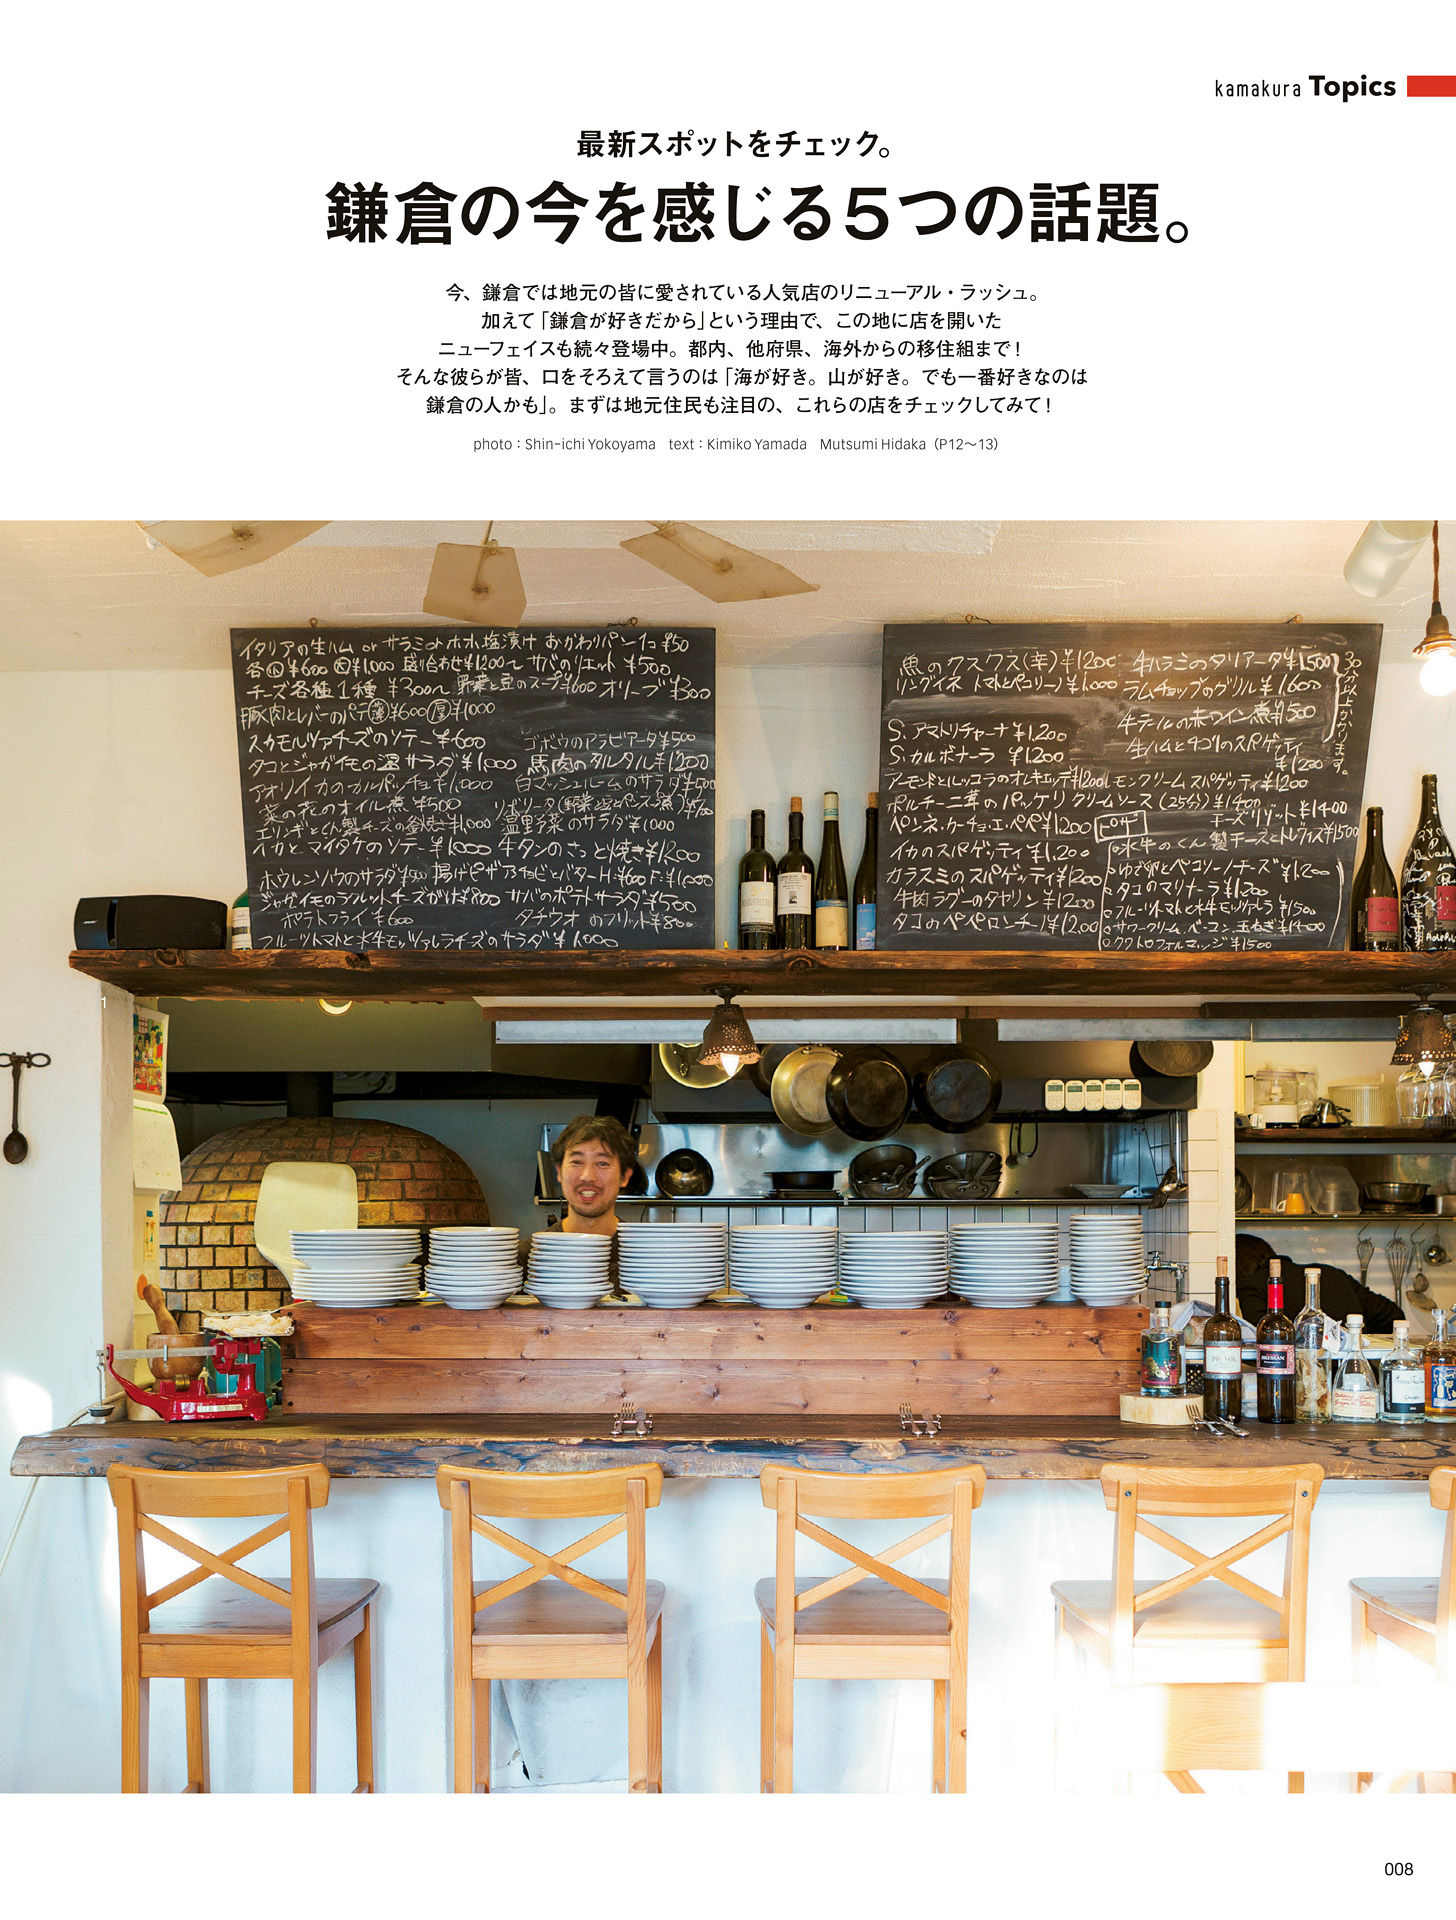 kamakura Topics
最新スポットをチェック。
鎌倉の今を感じる5つの話題。
今、鎌倉では地元の皆に愛されている人気店のリニューアル・ラッシュ。
加えて「鎌倉が好きだから」という理由で、この地に店を開いた
ニューフェイスも続々登場中。都内、他府県、海外からの移住組まで！
そんな彼らが皆、口をそろえて言うのは「海が好き。山が好き。でも一番好きなのは
鎌倉の人かも」。まずは地元住民も注目の、これらの店をチェックしてみて！
photo : Shin-ichi Yokoyama text : Kimiko Yamada Mutsumi Hidaka (P12〜13)
イタリアの生ハム or サラミ or ホホ塩漬け おかわりパン1コ ¥50
各㊙¥600 ㊅¥1,000 盛り合わせ¥1200〜 サバのリエット ¥500
チーズ各種1種 ¥300〜 野菜と豆のスープ¥600 オリーブ¥300
豚肉とレバーのパテ 薄¥600 厚¥1000
スカモルツァチーズのソテー¥600 ゴボウのアラビアータ¥500
タコとジャガイモの温サラダ¥1,000 馬肉のタルタル¥1200
アオリイカのカルパッチョ¥1,000 白マッシュルームのサラダ¥500
菜の花のオイル煮 ¥500 リボリータ(野菜と豆とパンの煮)
エリンギとくん製チーズの釜焼き¥1,000 温野菜のサラダ¥1000
イカとマイタケのソテー¥1,000 牛タンのさっと焼き¥1,200
ホウレンソウのサラダ¥900 揚げピザ アンチョビとバター H:¥600 F:¥1,000
ジャガイモのラクレットチーズがけ¥800 サバのポテトサラダ¥500
ポテトフライ¥600 タチウオのフリット¥800
フルーツトマトと水牛モッツァレラチーズのサラダ¥1,000
魚のクスクス(辛)¥1200 牛ハラミのタリアータ¥1,500
リングイネ トマトとペコリーノ¥1,000 ラムチョップのグリル¥1,600
30分以上かかります。
牛テールの赤ワイン煮¥1500
S.アマトリチャーナ¥1,200
生ハムとタコのスパゲッティ ¥1200
S.カルボナーラ ¥1,200
アーモンドとルッコラのオレキエッテ¥1200 レモンクリームスパゲッティ¥1200
ポルチーニ茸のパッケリ クリームソース(25分)¥1400 チーズリゾット¥1400
ペンネ・カーチョ・エ・ペペ¥1200
ピザ
水牛のくん製チーズとトレヴィス¥1500
イカのスパゲッティ¥1,200 ゆで卵とペコリーノチーズ¥1,200
カラスミのスパゲッティ¥1200 タコのマリナーラ¥1,200
牛肉ラグーのタヤリン¥1200 フルーツトマトと水牛モッツァレラ¥1500
タコのペペロンチーノ¥1,200 サワークリーム、ベーコン、玉ねぎ¥1400
クワトロフォルマッジ¥1500
1
008